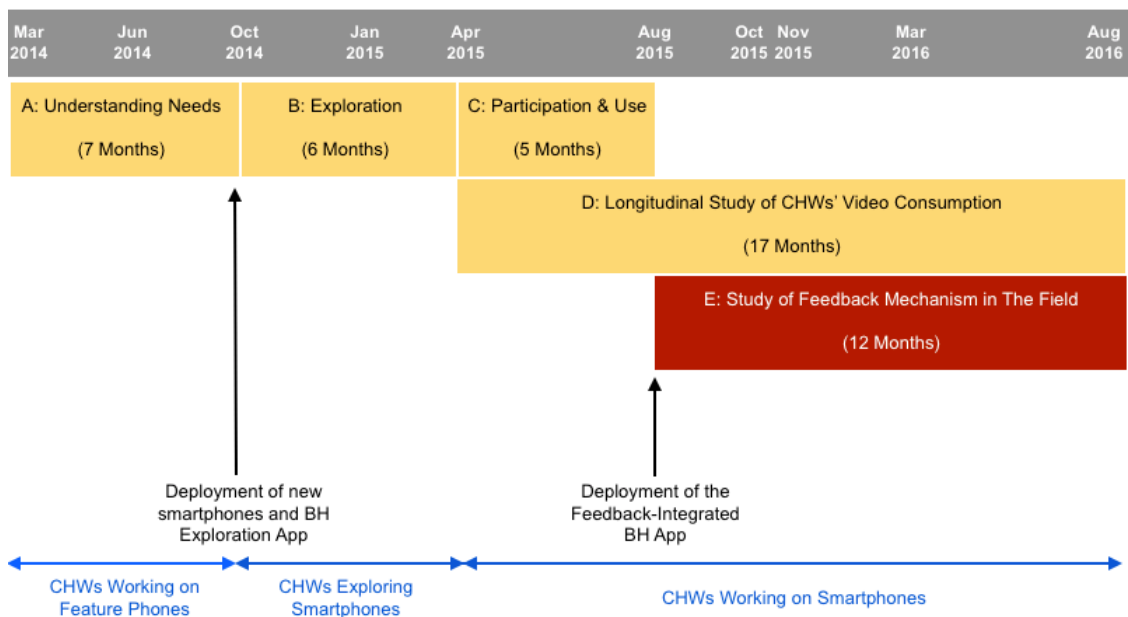 Mar Jun Oct Jan Apr Aug Oct Nov Mar Aug
2014 2014 2014 2015 2015 2015 2015 2015 2016 2016
A: Understanding Needs
(7 Months)
B: Exploration
(6 Months)
C: Participation & Use
(5 Months)
D: Longitudinal Study of CHWs' Video Consumption
(17 Months)
E: Study of Feedback Mechanism in The Field
(12 Months)
Deployment of new
smartphones and BH
Exploration App
Deployment of the
Feedback-Integrated
BH App
CHWs Working on
Feature Phones
CHWs Exploring
Smartphones
CHWs Working on Smartphones